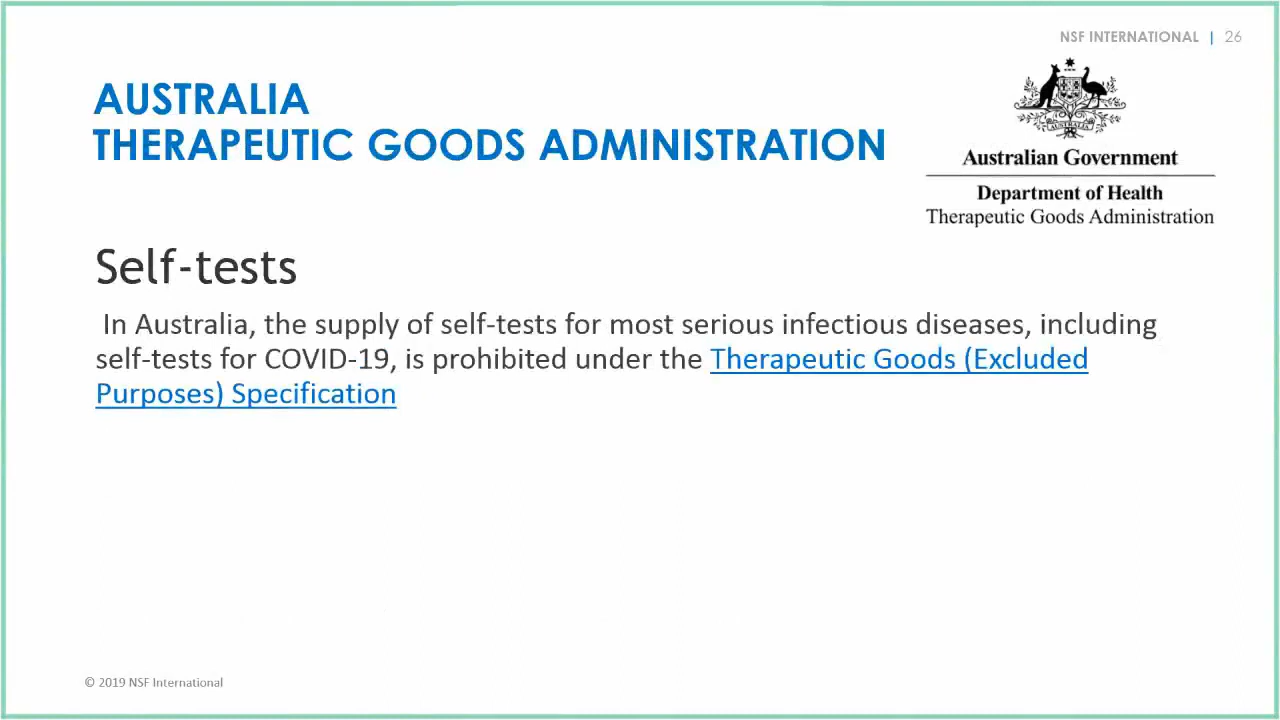 NSF INTERNATIONAL | 26
AUSTRALIA
THERAPEUTIC GOODS ADMINISTRATION
AUSTRALIA
Australian Government
Department of Health
Therapeutic Goods Administration
Self-tests
In Australia, the supply of self-tests for most serious infectious diseases, including
self-tests for COVID-19, is prohibited under the Therapeutic Goods (Excluded
Purposes) Specification
© 2019 NSF International